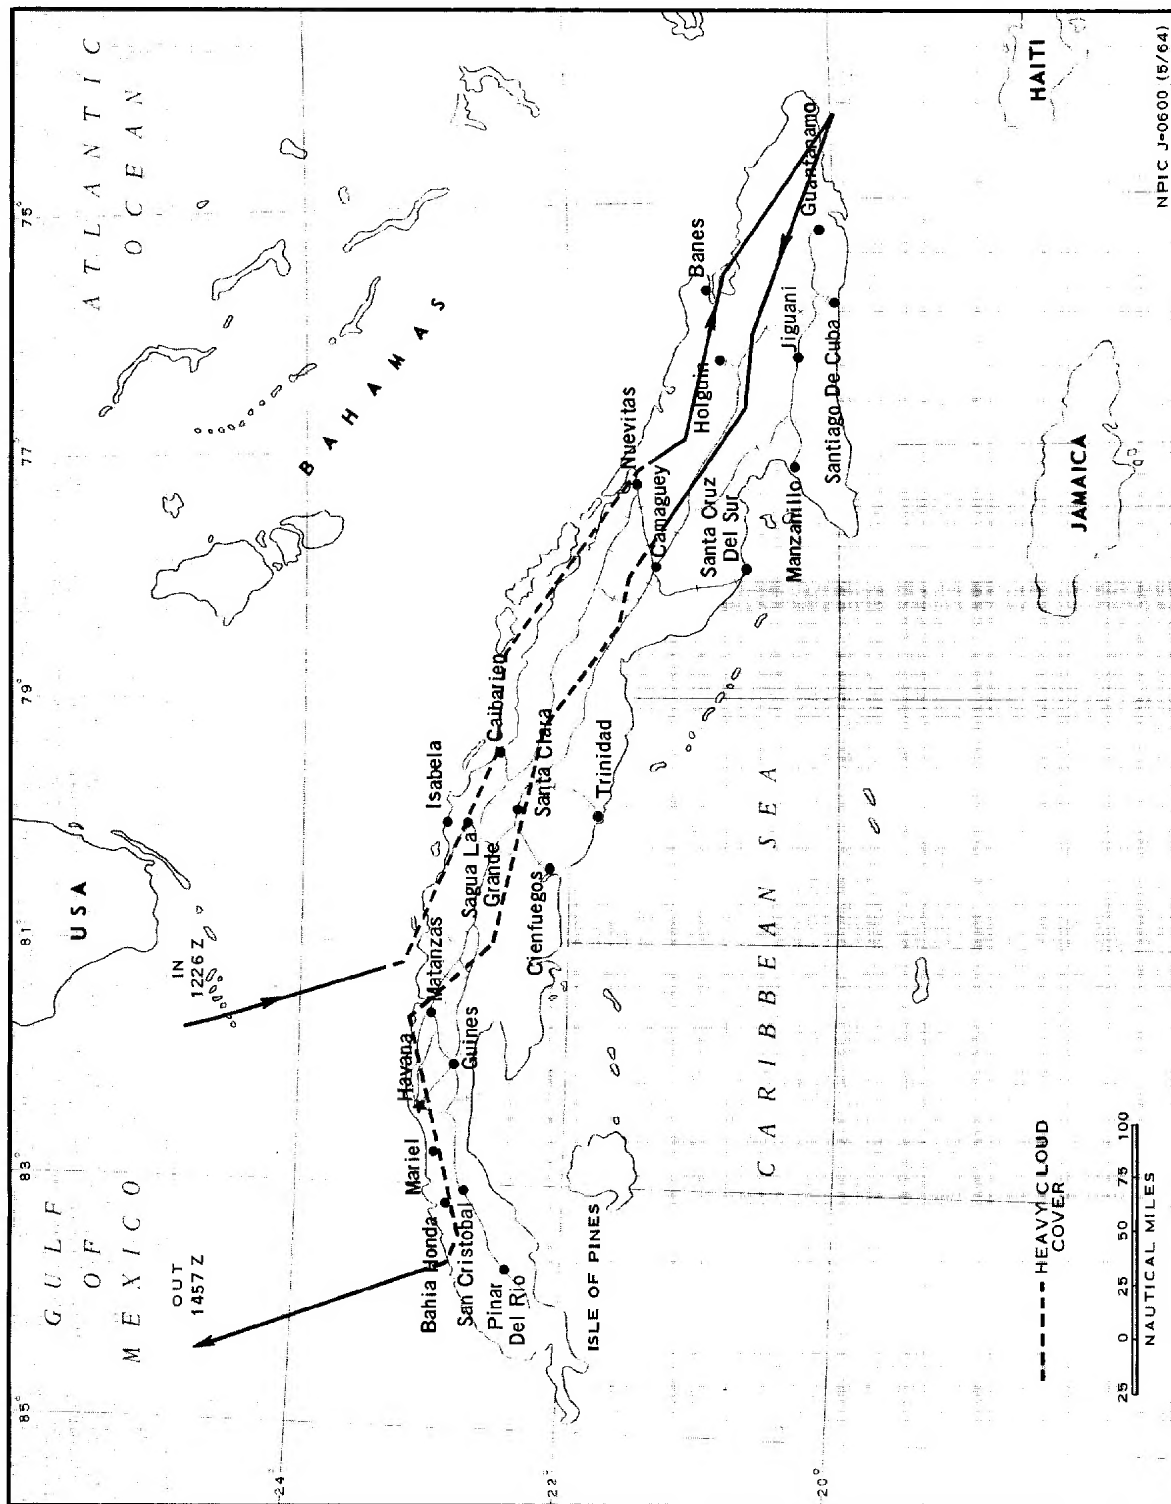 85°
83°
81°
79°
77°
75°
GULF
OF
MEXICO
USA
ATLANTIC
OCEAN
OUT
1457Z
IN
1226Z
BAHAMAS
24°
22°
20°
Bahia Honda
Mariel
Havana
Matanzas
Isabela
San Cristobal
Guines
Sagua La
Grande
Caibarien
Pinar
Del Rio
Cienfuegos
Santa Clara
Trinidad
Nuevitas
Camaguey
Santa Cruz
Del Sur
Holguin
Banes
Manzanillo
Jiguani
Santiago De Cuba
Guantanamo
ISLE OF PINES
CARIBBEAN SEA
JAMAICA
HAITI
HEAVY CLOUD
COVER
25 0 25 50 75 100
NAUTICAL MILES
NPIC J-0600 (5/64)